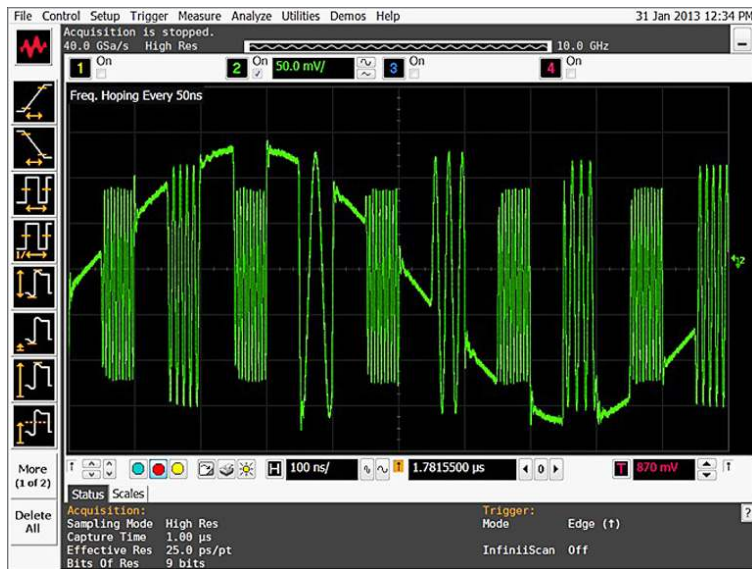 File Control Setup Trigger Measure Analyze Utilities Demos Help 31 Jan 2013 12:34 PM
Acquisition is stopped.
40.0 GSa/s High Res 10.0 GHz
1 On 2 On 50.0 mV/ 3 On 4 On
Freq. Hoping Every 50ns
2
More
(1 of 2)
Delete
All
H 100 ns/ T 1.7815500 µs 0 T 870 mV
Status Scales
Acquisition: Trigger:
Sampling Mode High Res Mode Edge (↑)
Capture Time 1.00 µs
Effective Res 25.0 ps/pt InfiniiScan Off
Bits Of Res 9 bits
?